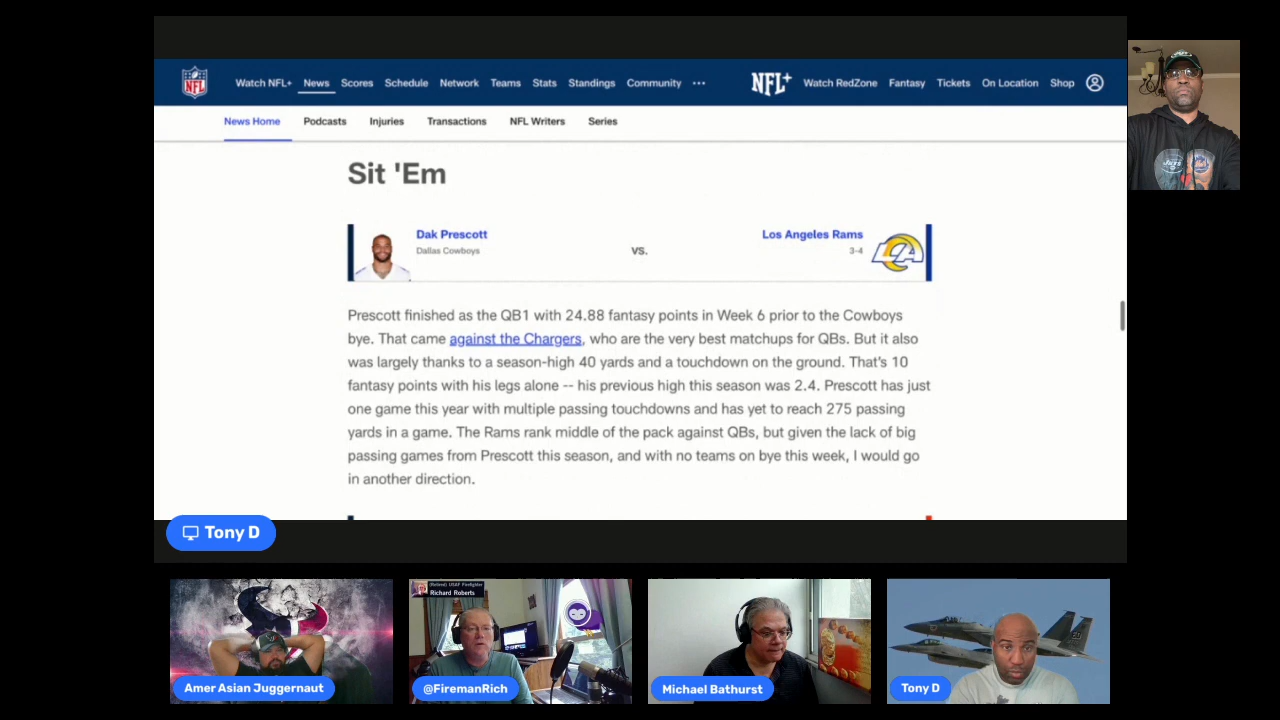 Watch NFL+ News Scores Schedule Network Teams Stats Standings Community ... NFL+ Watch RedZone Fantasy Tickets On Location Shop
NFL
News Home Podcasts Injuries Transactions NFL Writers Series
Sit 'Em
Dak Prescott
Dallas Cowboys
VS.
Los Angeles Rams
3-4
LA
Prescott finished as the QB1 with 24.88 fantasy points in Week 6 prior to the Cowboys
bye. That came against the Chargers, who are the very best matchups for QBs. But it also
was largely thanks to a season-high 40 yards and a touchdown on the ground. That's 10
fantasy points with his legs alone -- his previous high this season was 2.4. Prescott has just
one game this year with multiple passing touchdowns and has yet to reach 275 passing
yards in a game. The Rams rank middle of the pack against QBs, but given the lack of big
passing games from Prescott this season, and with no teams on bye this week, I would go
in another direction.
Tony D
JETS
(Retired) USAF Firefighter
Richard Roberts
Amer Asian Juggernaut
@FiremanRich
Michael Bathurst
Tony D